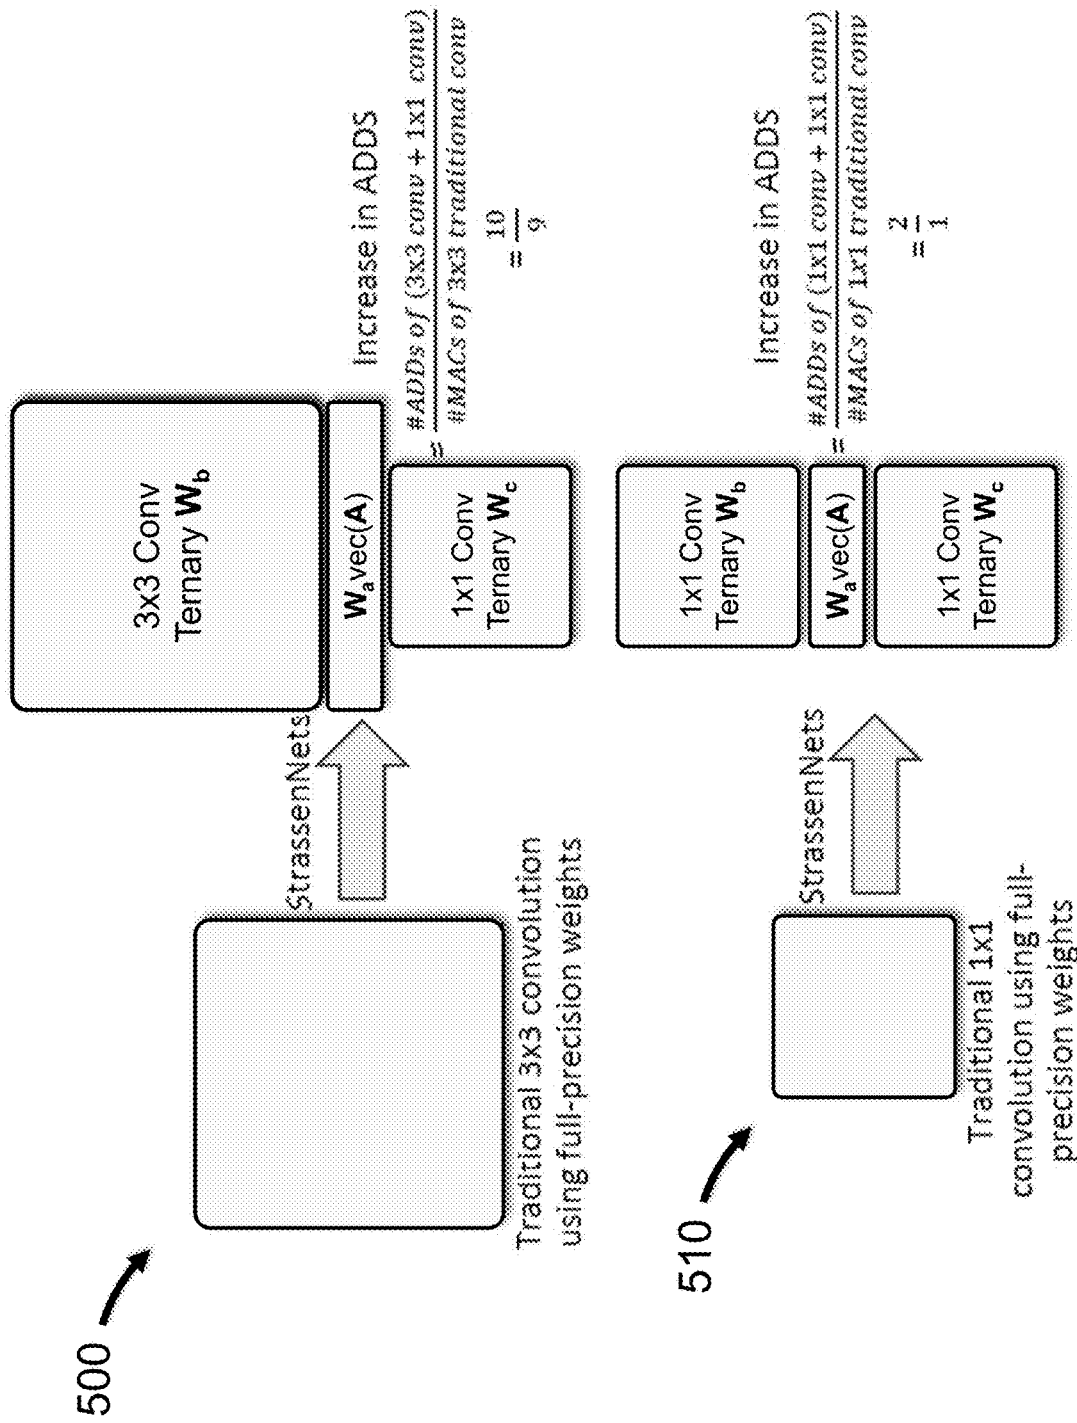 500
Traditional 3x3 convolution
using full-precision weights
StrassenNets
3x3 Conv
Ternary W_b
W_a vec(A)
1x1 Conv
Ternary W_c
Increase in ADDS
= #ADDs of (3x3 conv + 1x1 conv)
#MACs of 3x3 traditional conv
= 10
9
510
Traditional 1x1
convolution using full-
precision weights
StrassenNets
1x1 Conv
Ternary W_b
W_a vec(A)
1x1 Conv
Ternary W_c
Increase in ADDS
= #ADDs of (1x1 conv + 1x1 conv)
#MACs of 1x1 traditional conv
= 2
1